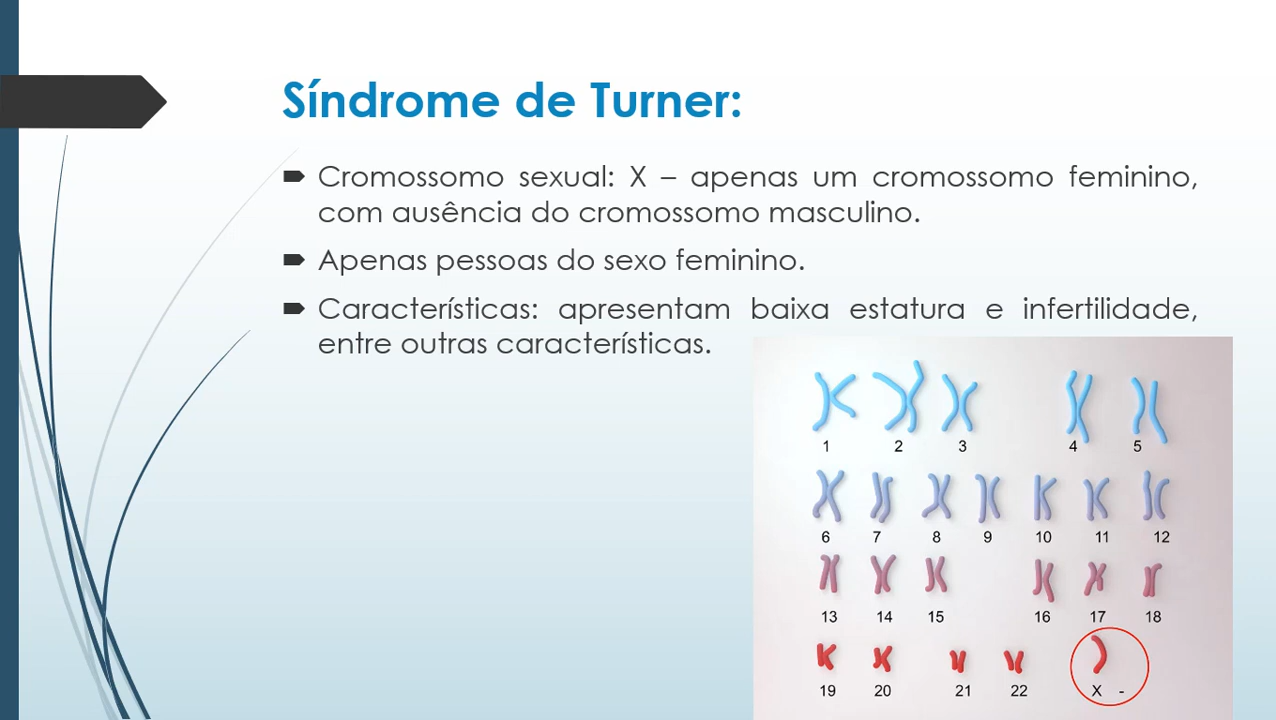 Síndrome de Turner:
Cromossomo sexual: X – apenas um cromossomo feminino,
com ausência do cromossomo masculino.
Apenas pessoas do sexo feminino.
Características: apresentam baixa estatura e infertilidade,
entre outras características.
1 2 3 4 5
6 7 8 9 10 11 12
13 14 15 16 17 18
19 20 21 22 X -